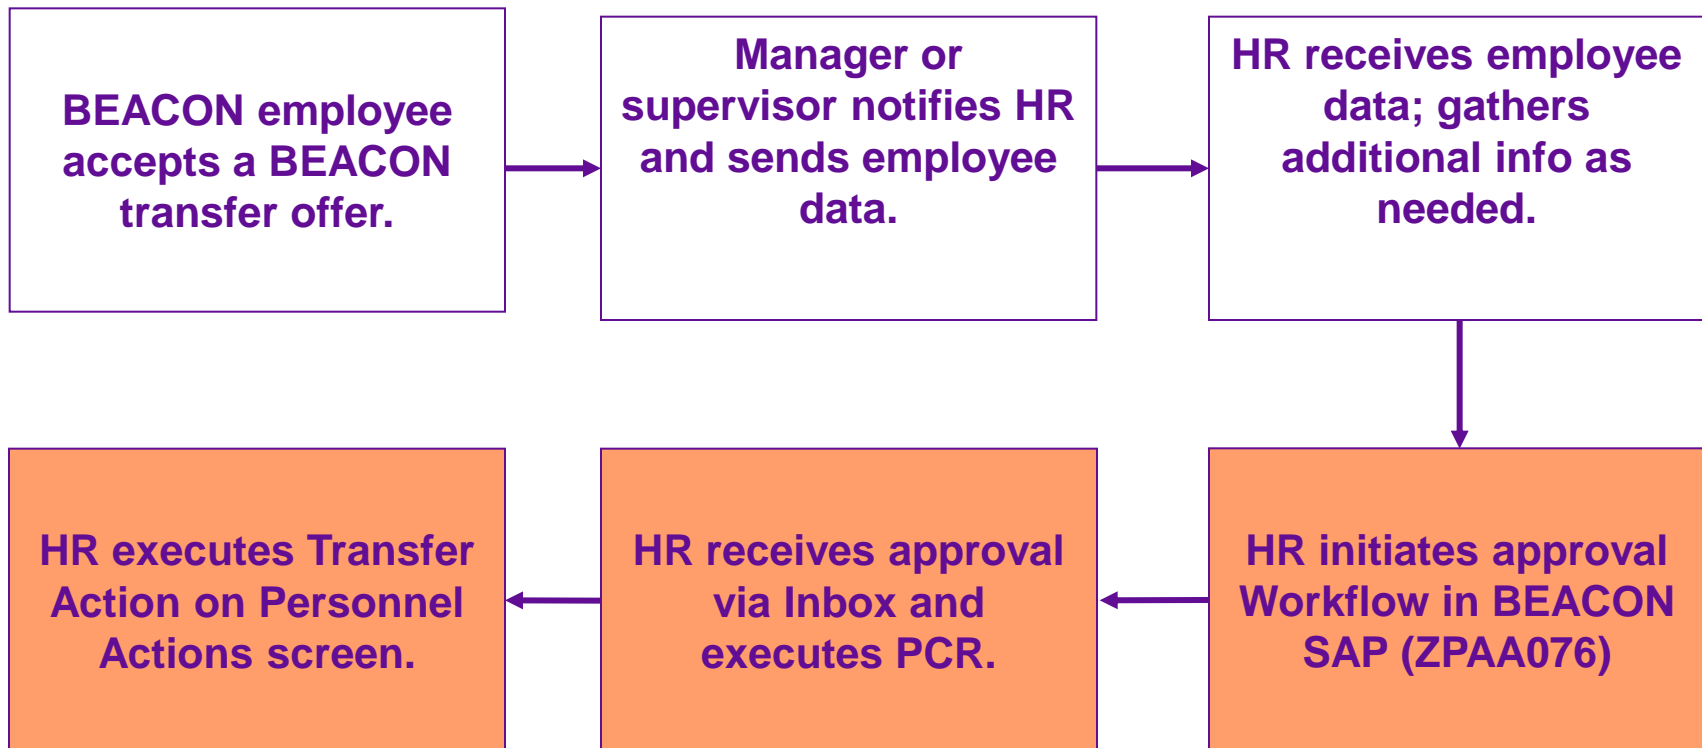 BEACON employee
accepts a BEACON
transfer offer.
Manager or
supervisor notifies HR
and sends employee
data.
HR receives employee
data; gathers
additional info as
needed.
HR initiates approval
Workflow in BEACON
SAP (ZPAA076)
HR receives approval
via Inbox and
executes PCR.
HR executes Transfer
Action on Personnel
Actions screen.